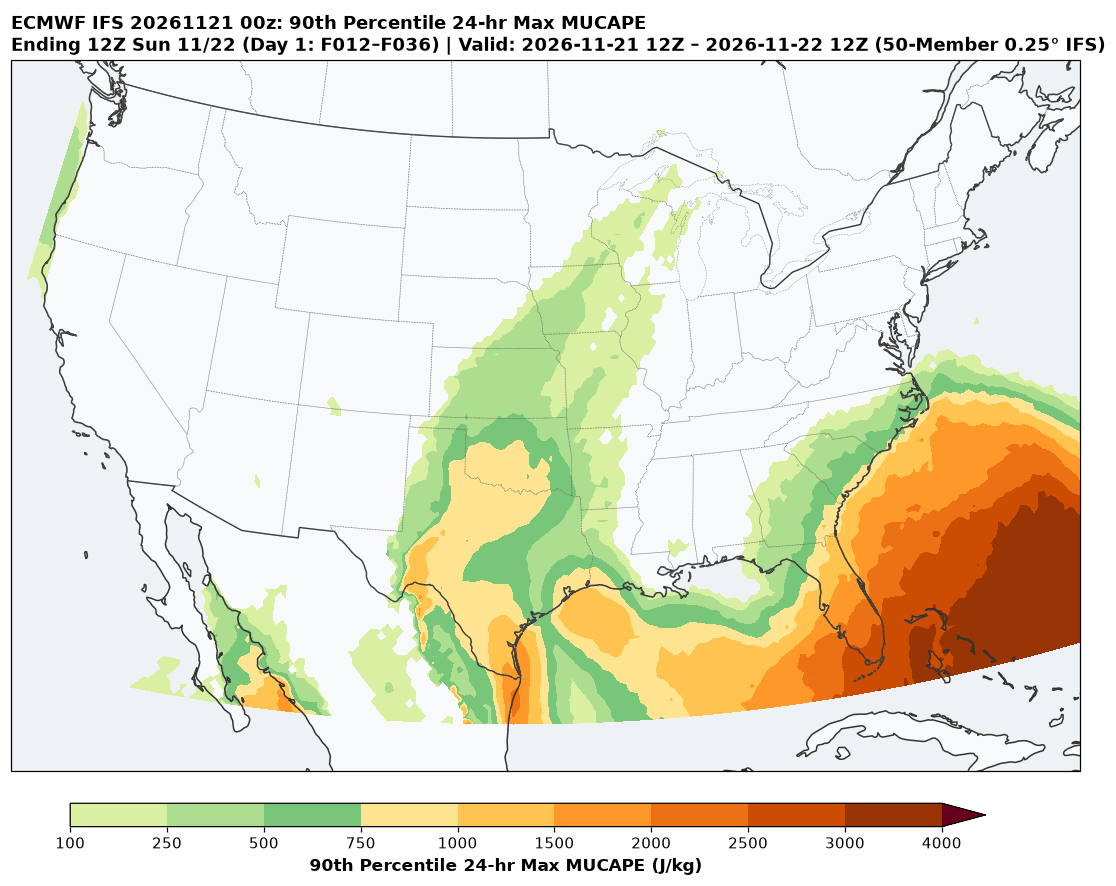 ECMWF IFS 20261121 00z: 90th Percentile 24-hr Max MUCAPE
Ending 12Z Sun 11/22 (Day 1: F012–F036) | Valid: 2026-11-21 12Z – 2026-11-22 12Z (50-Member 0.25° IFS)
100 250 500 750 1000 1500 2000 2500 3000 4000
90th Percentile 24-hr Max MUCAPE (J/kg)